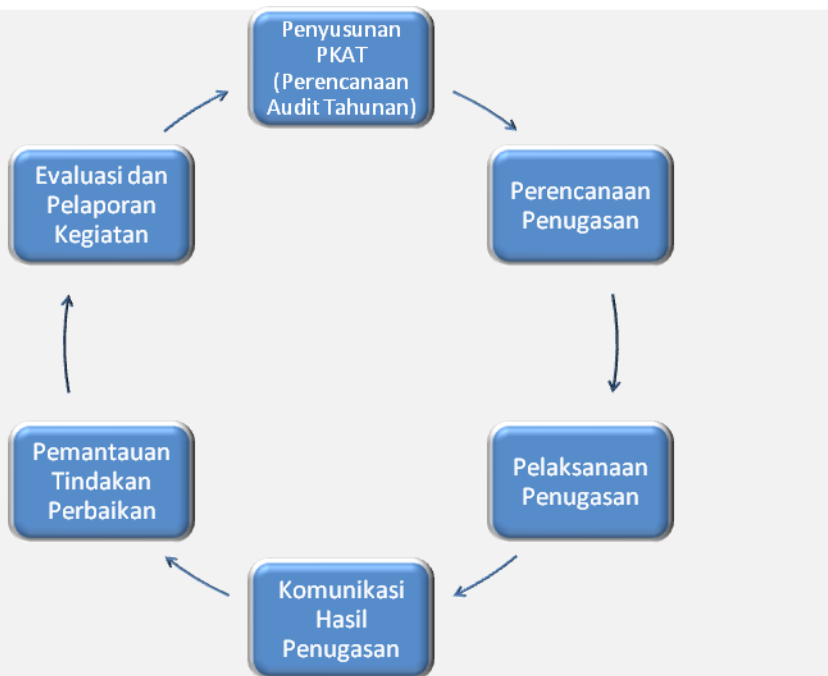 Penyusunan
PKAT
(Perencanaan
Audit Tahunan)
Perencanaan
Penugasan
Pelaksanaan
Penugasan
Komunikasi
Hasil
Penugasan
Pemantauan
Tindakan
Perbaikan
Evaluasi dan
Pelaporan
Kegiatan